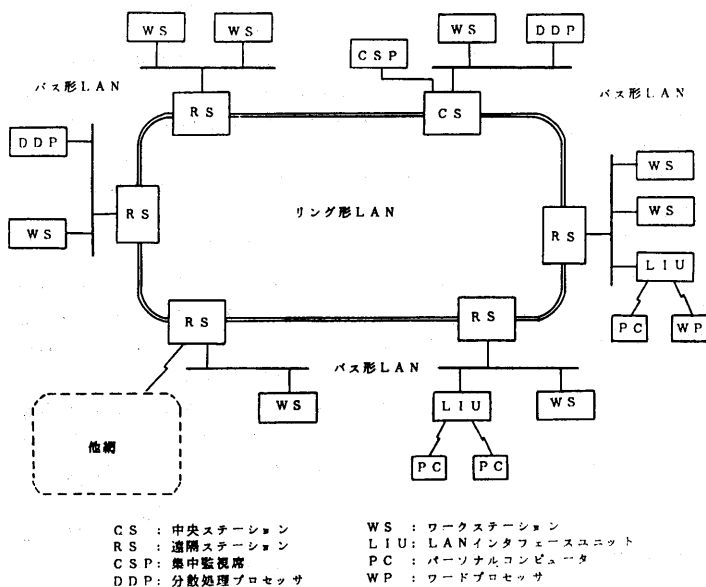 WS
WS
WS
DDP
CSP
バス形LAN
バス形LAN
RS
CS
DDP
WS
RS
WS
リング形LAN
WS
RS
WS
LIU
RS
RS
PC
WP
バス形LAN
WS
LIU
WS
他網
PC
PC
CS : 中央ステーション
RS : 遠隔ステーション
CSP : 集中監視席
DDP : 分散処理プロセッサ
WS : ワークステーション
LIU : LANインタフェースユニット
PC : パーソナルコンピュータ
WP : ワードプロセッサ